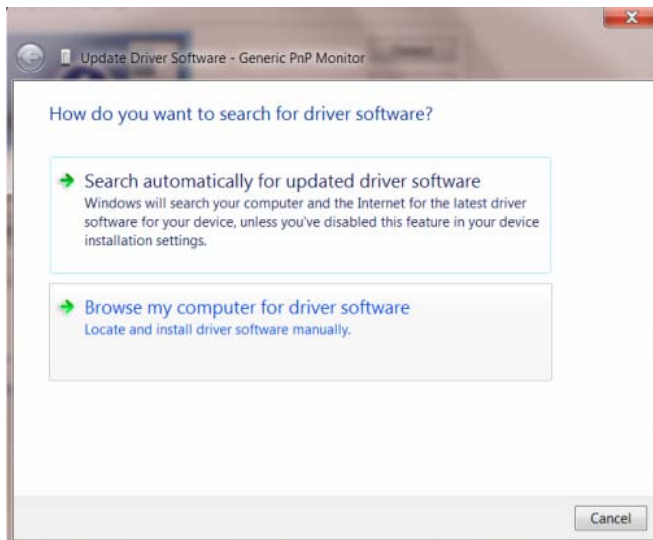 Update Driver Software - Generic PnP Monitor
How do you want to search for driver software?
Search automatically for updated driver software
Windows will search your computer and the Internet for the latest driver
software for your device, unless you've disabled this feature in your device
installation settings.
Browse my computer for driver software
Locate and install driver software manually.
Cancel